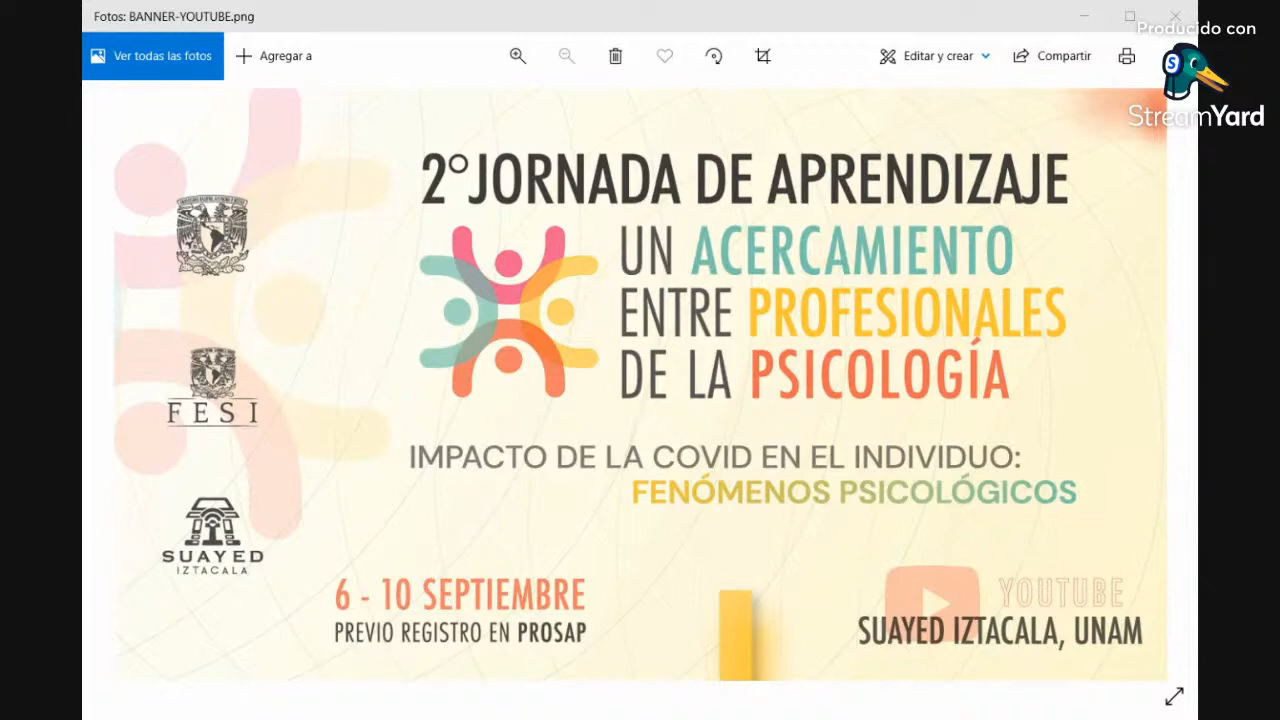 Fotos: BANNER-YOUTUBE.png
Producido con
StreamYard
Ver todas las fotos
Agregar a
Editar y crear
Compartir
2°JORNADA DE APRENDIZAJE
UN ACERCAMIENTO
ENTRE PROFESIONALES
DE LA PSICOLOGÍA
FESI
IMPACTO DE LA COVID EN EL INDIVIDUO:
FENÓMENOS PSICOLÓGICOS
SUAYED
IZTACALA
6 - 10 SEPTIEMBRE
PREVIO REGISTRO EN PROSAP
YOUTUBE
SUAYED IZTACALA, UNAM